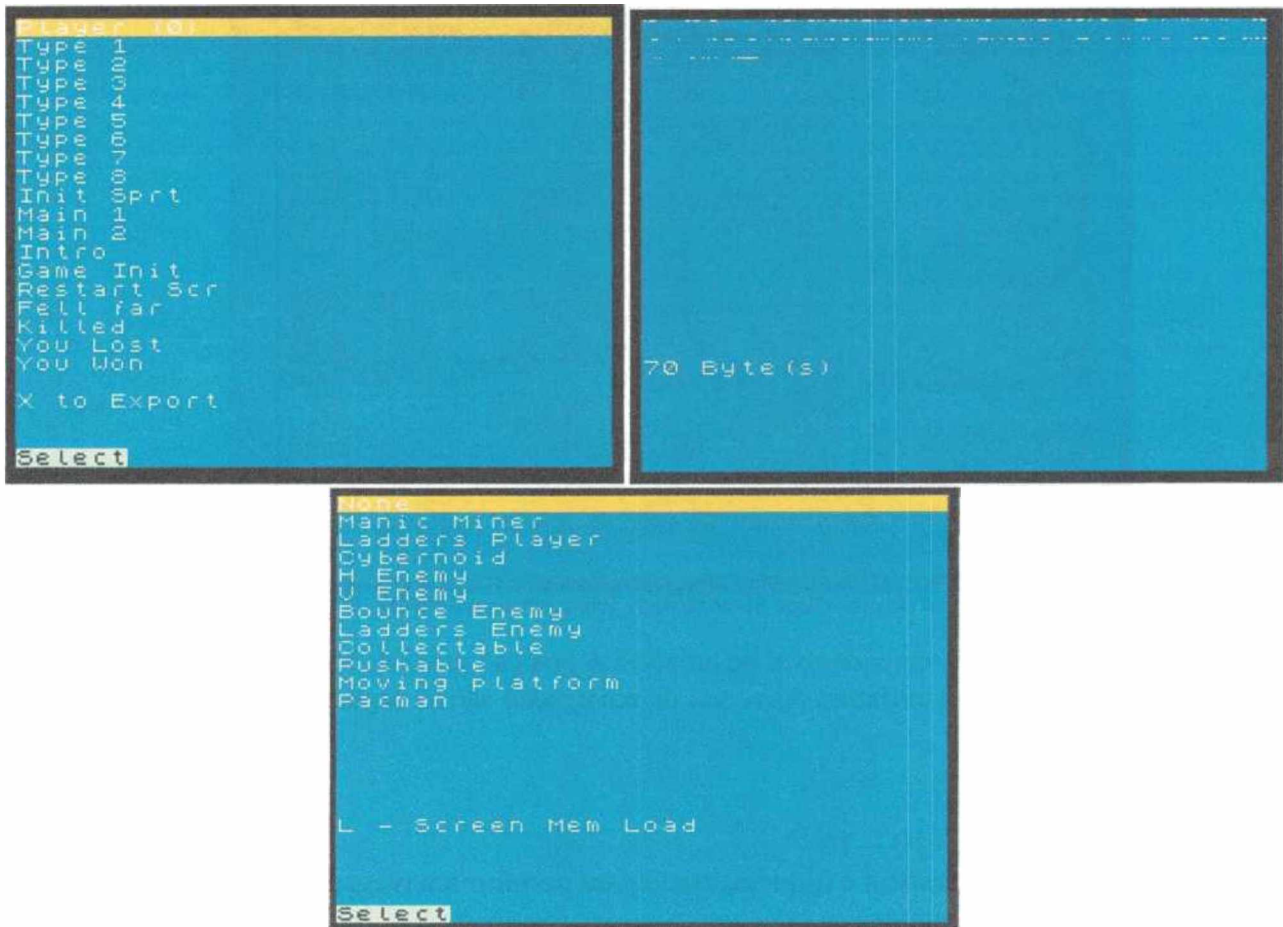 Player (0)
Type 1
Type 2
Type 3
Type 4
Type 5
Type 6
Type 7
Type 8
Init Sprt
Main 1
Main 2
Intro
Game Init
Restart Scr
Fell far
Killed
You Lost
You Won
X to Export
Select
70 Byte(s)
None
Manic Miner
Ladders Player
Cybernoid
H Enemy
V Enemy
Bounce Enemy
Ladders Enemy
Collectable
Pushable
Moving platform
Pacman
L - Screen Mem Load
Select